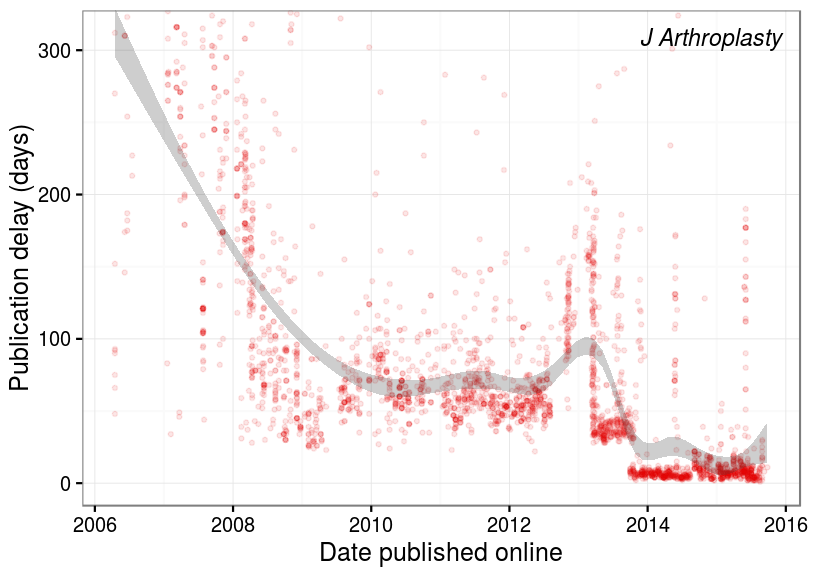 J Arthroplasty
Publication delay (days)
300
200
100
0
2006 2008 2010 2012 2014 2016
Date published online